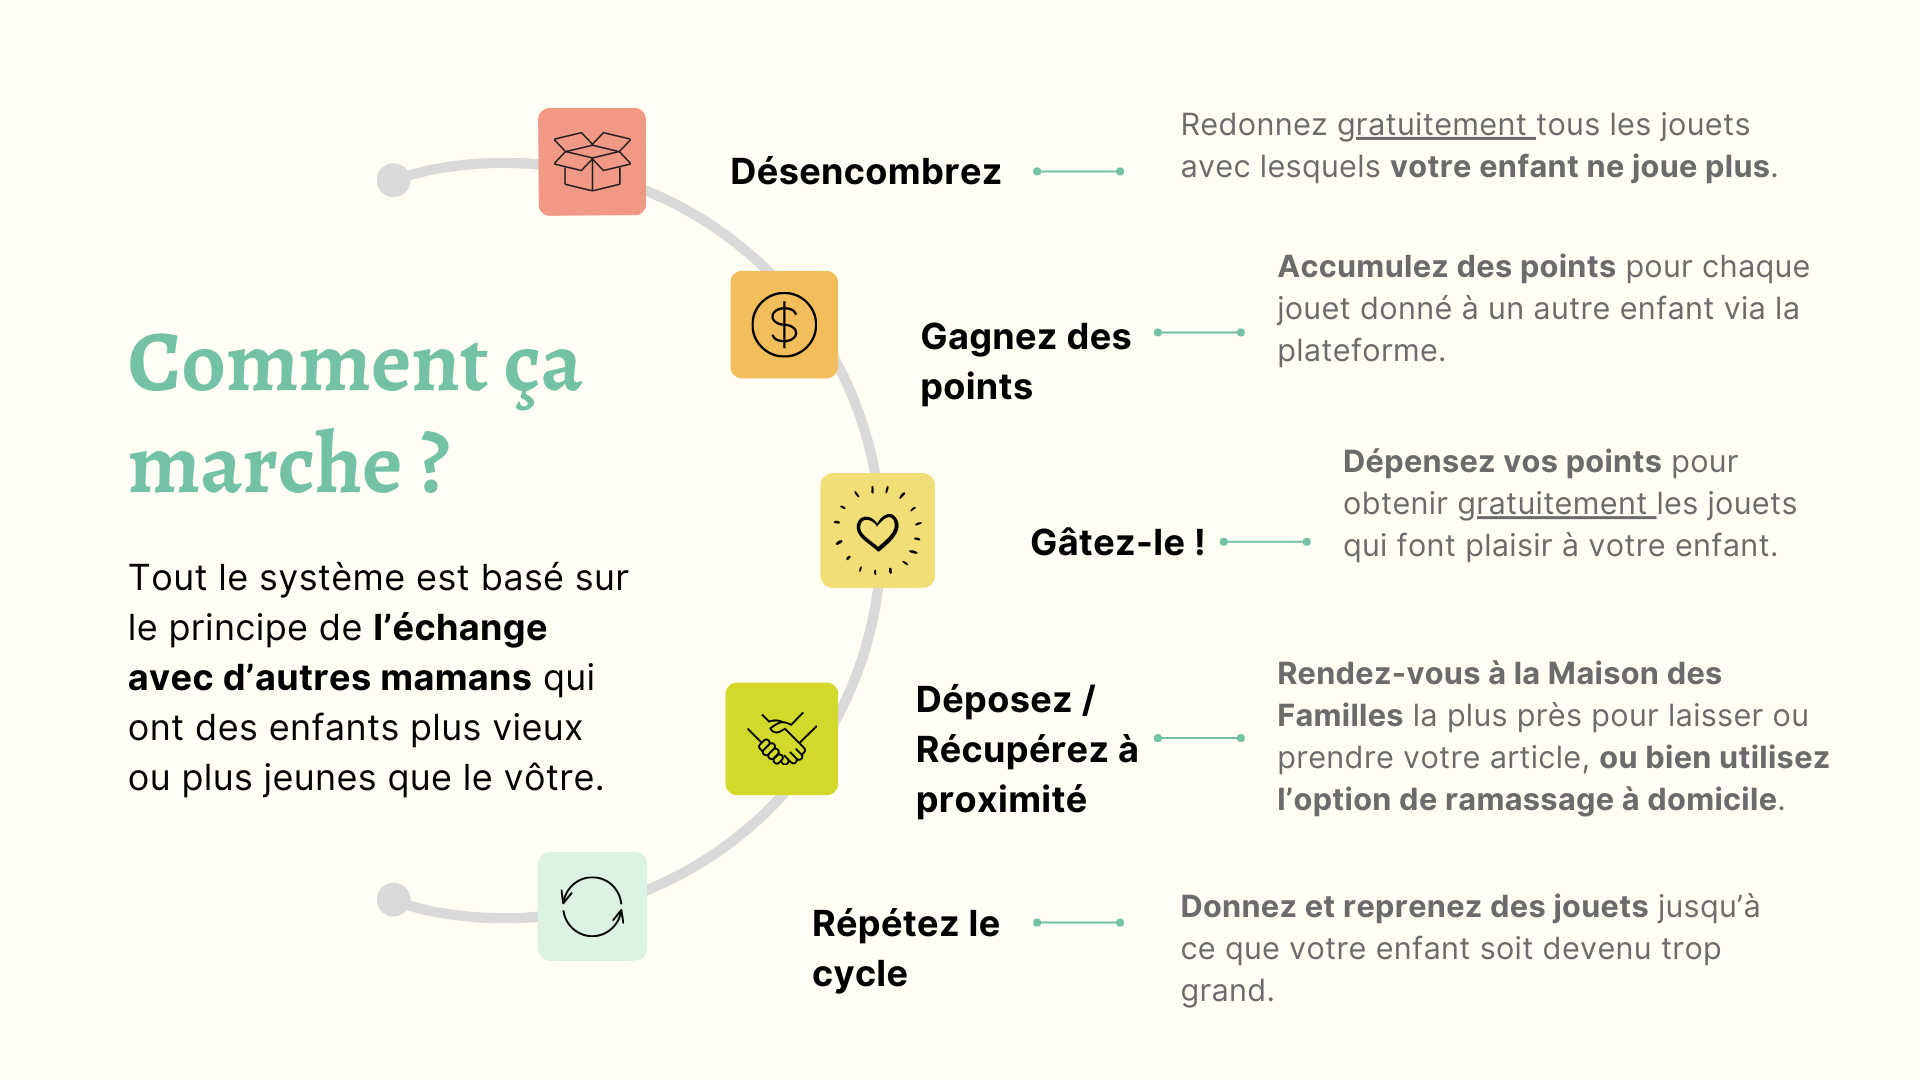 Comment ça
marche ?
Tout le système est basé sur
le principe de l’échange
avec d’autres mamans qui
ont des enfants plus vieux
ou plus jeunes que le vôtre.
Désencombrez
Redonnez gratuitement tous les jouets
avec lesquels votre enfant ne joue plus.
Gagnez des
points
Accumulez des points pour chaque
jouet donné à un autre enfant via la
plateforme.
Gâtez-le !
Dépensez vos points pour
obtenir gratuitement les jouets
qui font plaisir à votre enfant.
Déposez /
Récupérez à
proximité
Rendez-vous à la Maison des
Familles la plus près pour laisser ou
prendre votre article, ou bien utilisez
l’option de ramassage à domicile.
Répétez le
cycle
Donnez et reprenez des jouets jusqu’à
ce que votre enfant soit devenu trop
grand.